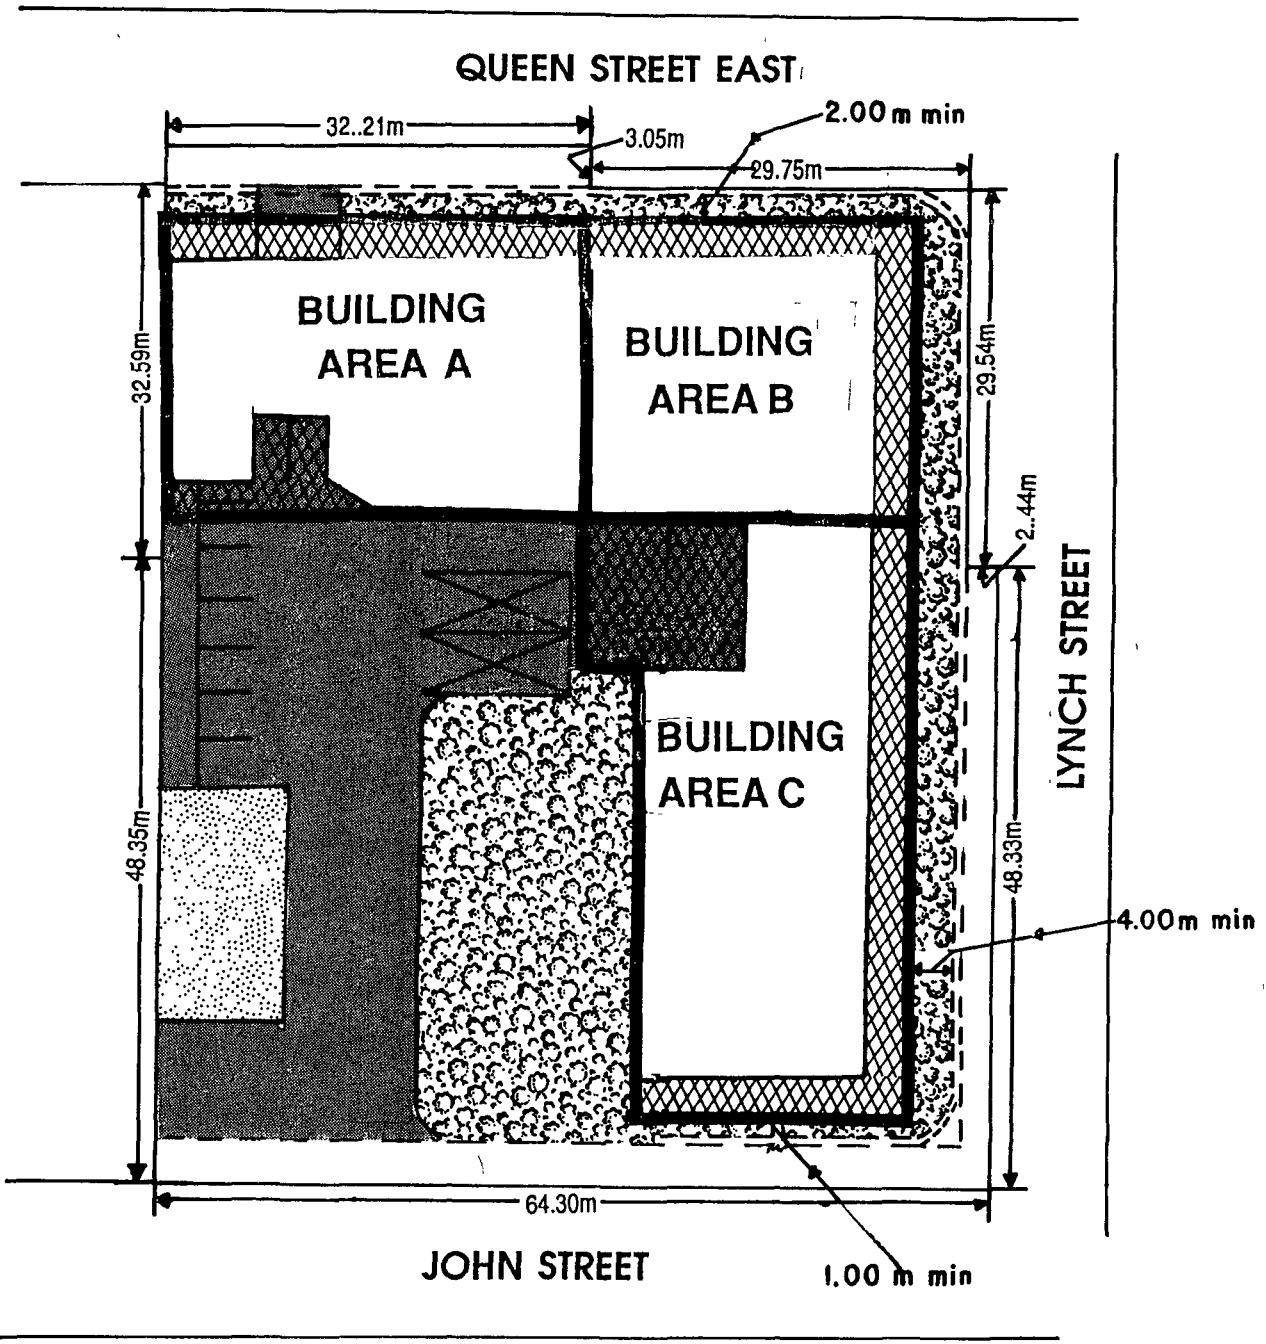 QUEEN STREET EAST
32..21m
2.00 m min
3.05m
29.75m
BUILDING
AREA A
BUILDING
AREA B
32.59m
29.54m
2..44m
LYNCH STREET
BUILDING
AREA C
48.35m
48.33m
4.00m min
64.30m
JOHN STREET
1.00 m min